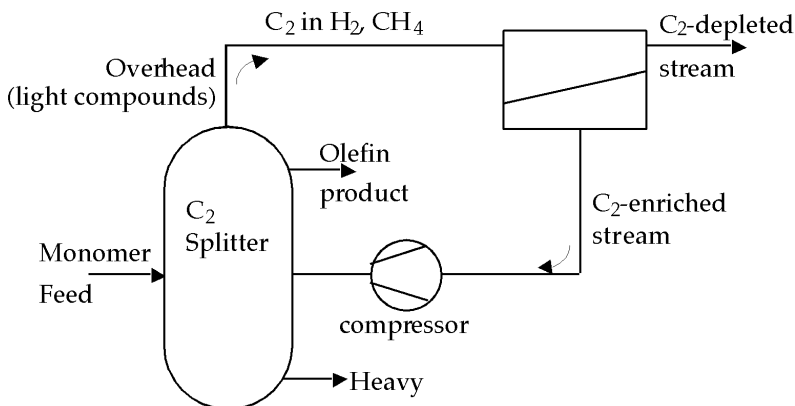 C₂ in H₂, CH₄
C₂-depleted
stream
Overhead
(light compounds)
Olefin
product
C₂
Splitter
C₂-enriched
stream
Monomer
Feed
compressor
Heavy